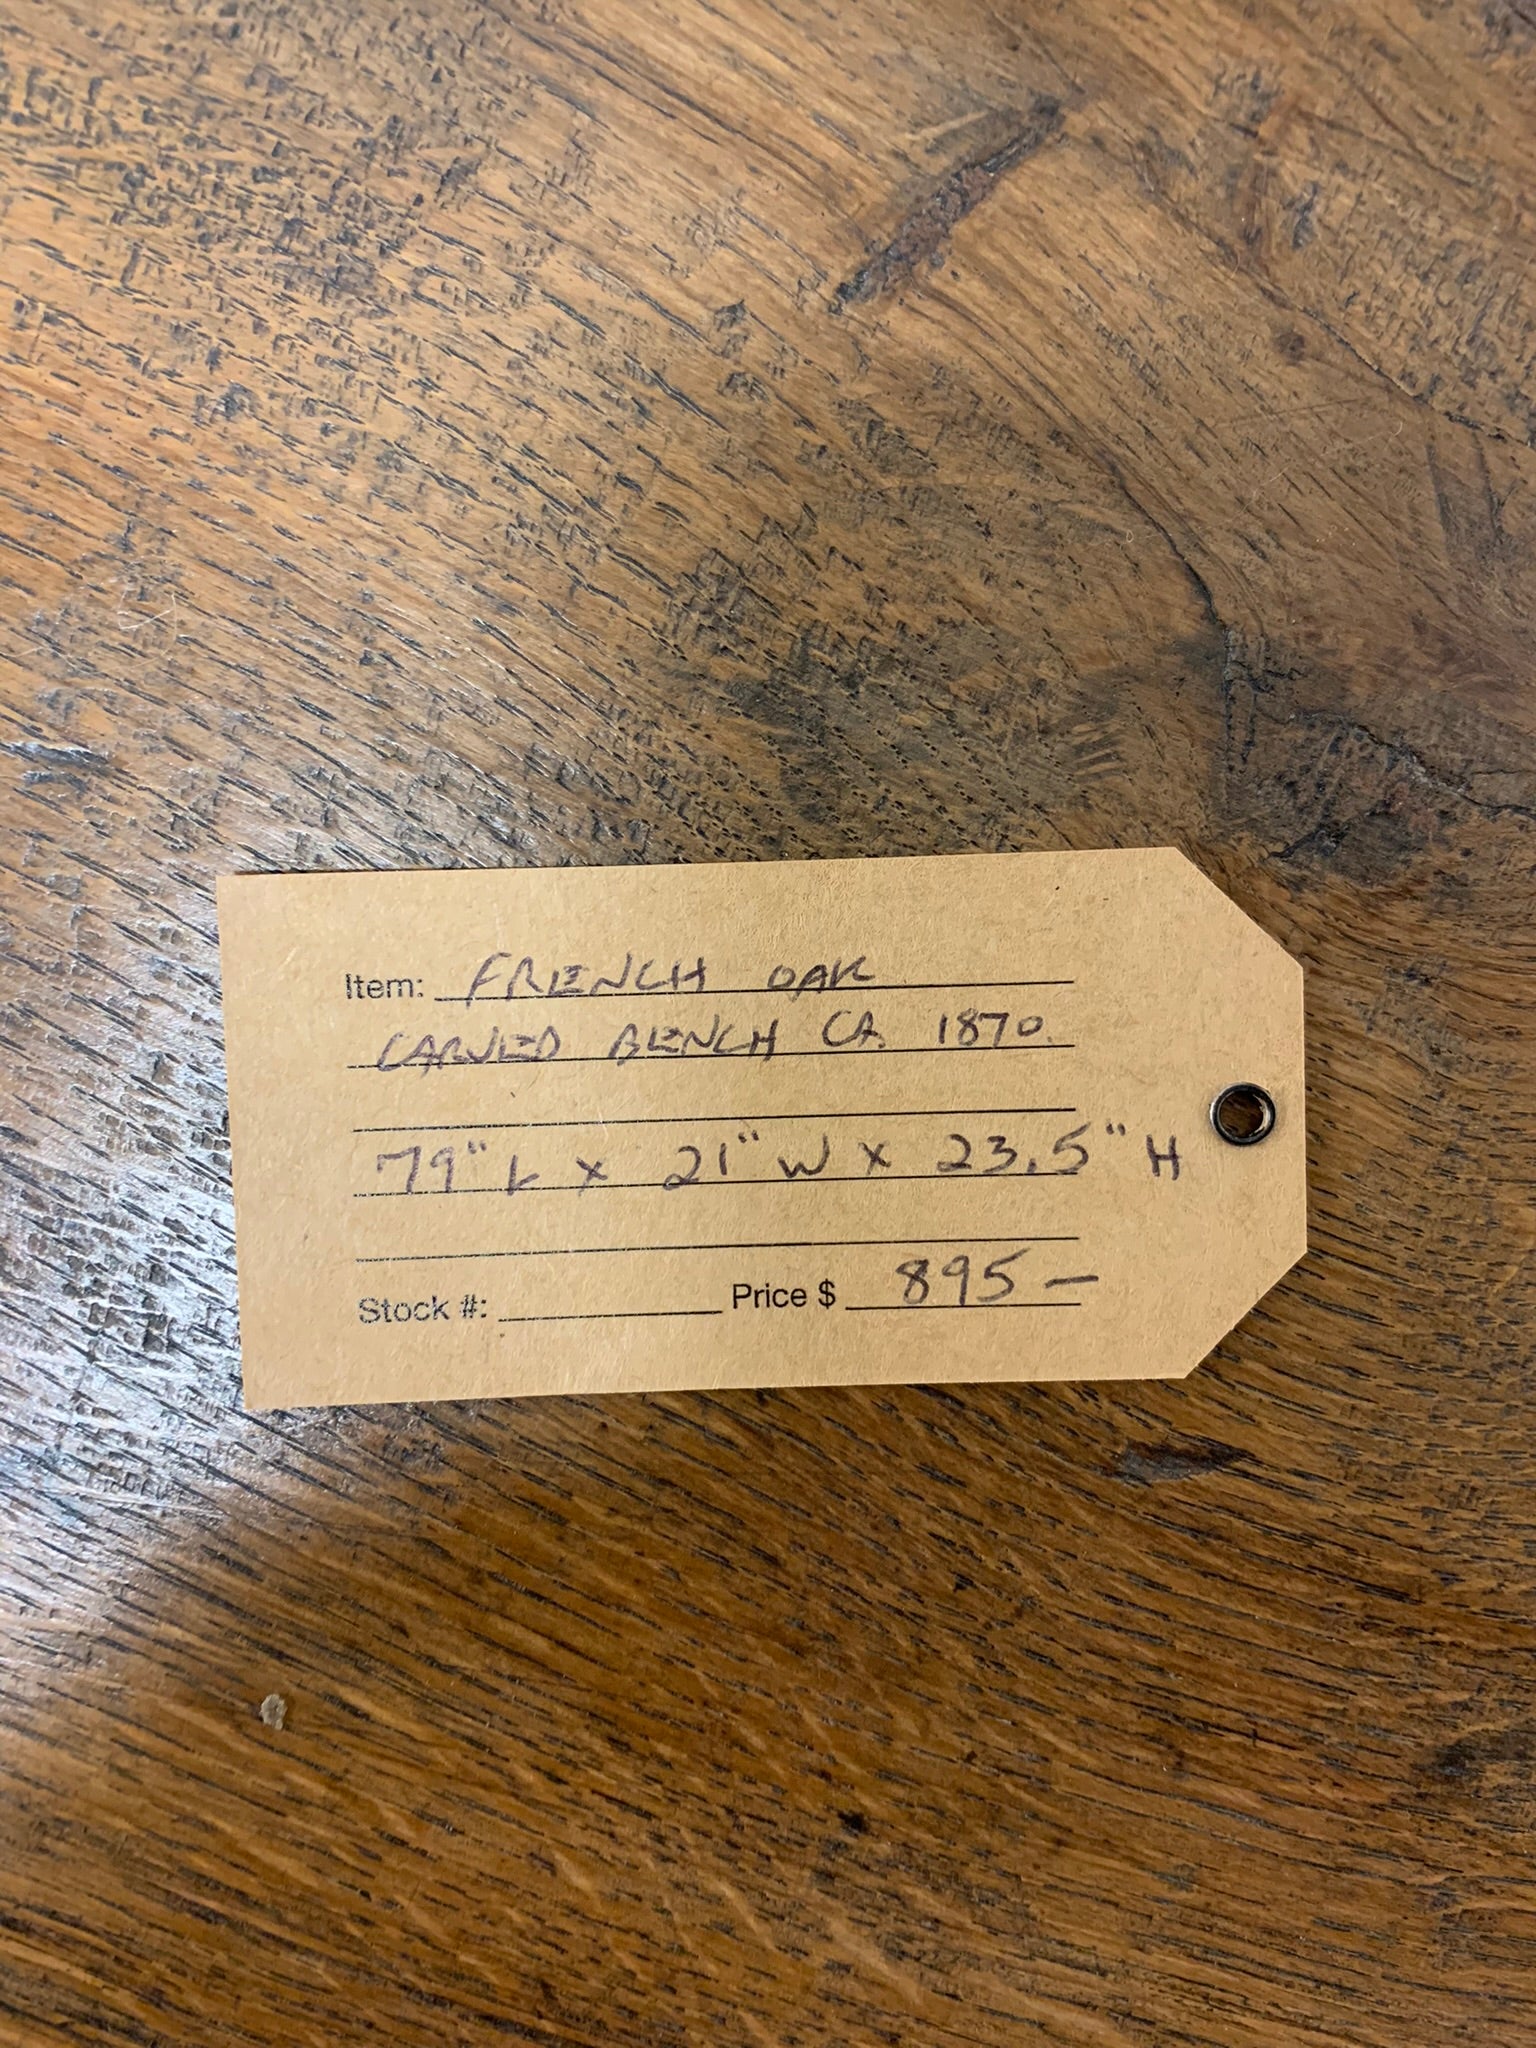 Item: FRENCH OAK
CARVED BENCH CA. 1870.
79" L x 21" W x 23.5" H
Stock #: Price $ 895 —